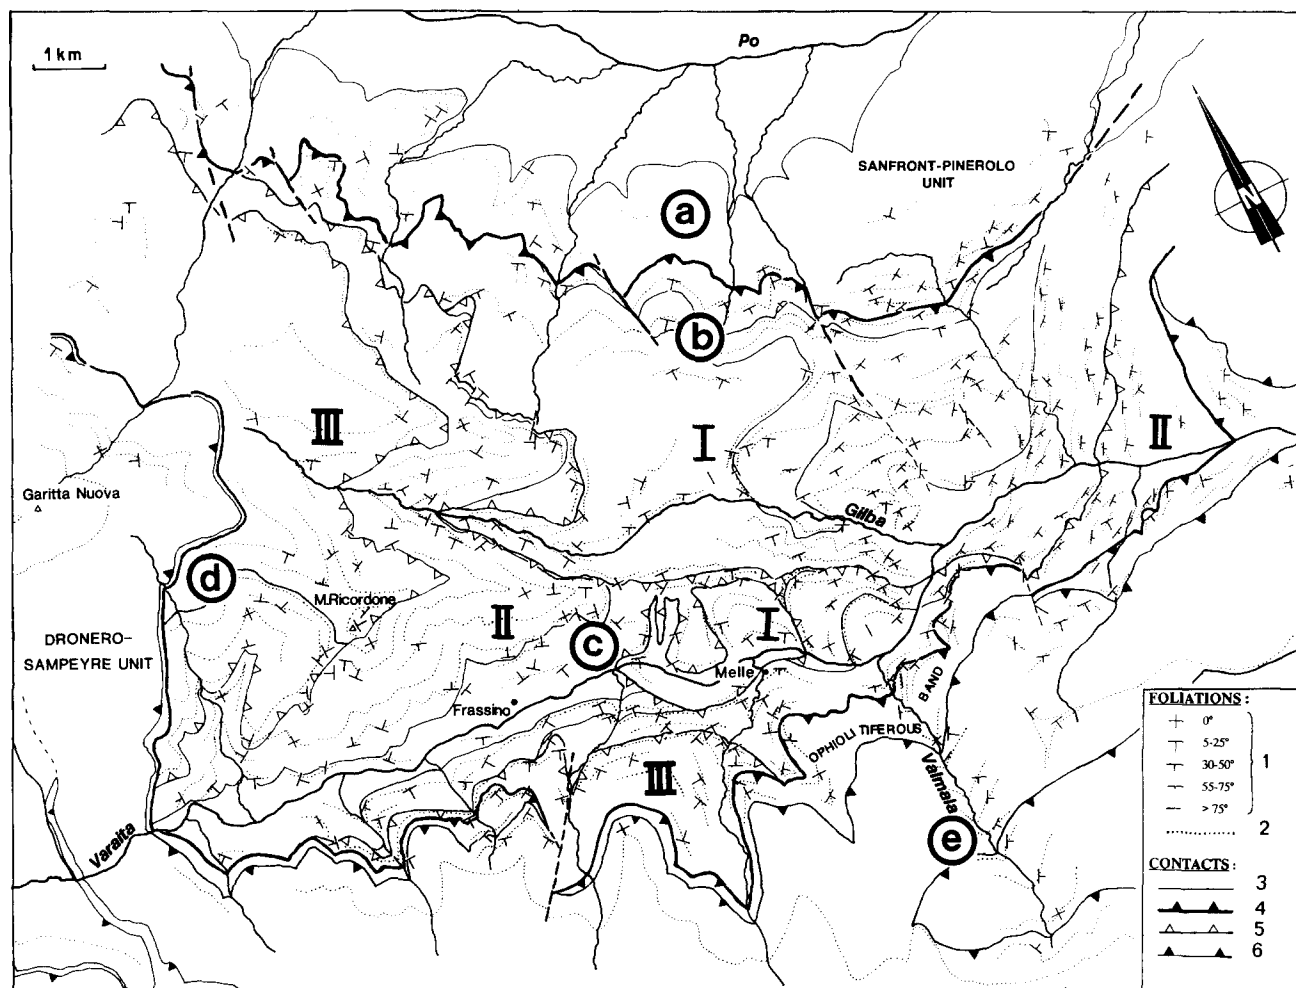 1 km
Po
SANFRONT-PINEROLO
UNIT
N
a
b
III
I
II
Garitta Nuova
Gilba
d
M.Ricordone
II
I
c
DRONERO-
SAMPEYRE UNIT
Melle
Frassino
BAND
OPHIOLITIFEROUS
III
Valmala
Varaita
e
FOLIATIONS :
0°
5-25°
30-50°
55-75°
> 75°
1
2
CONTACTS :
3
4
5
6